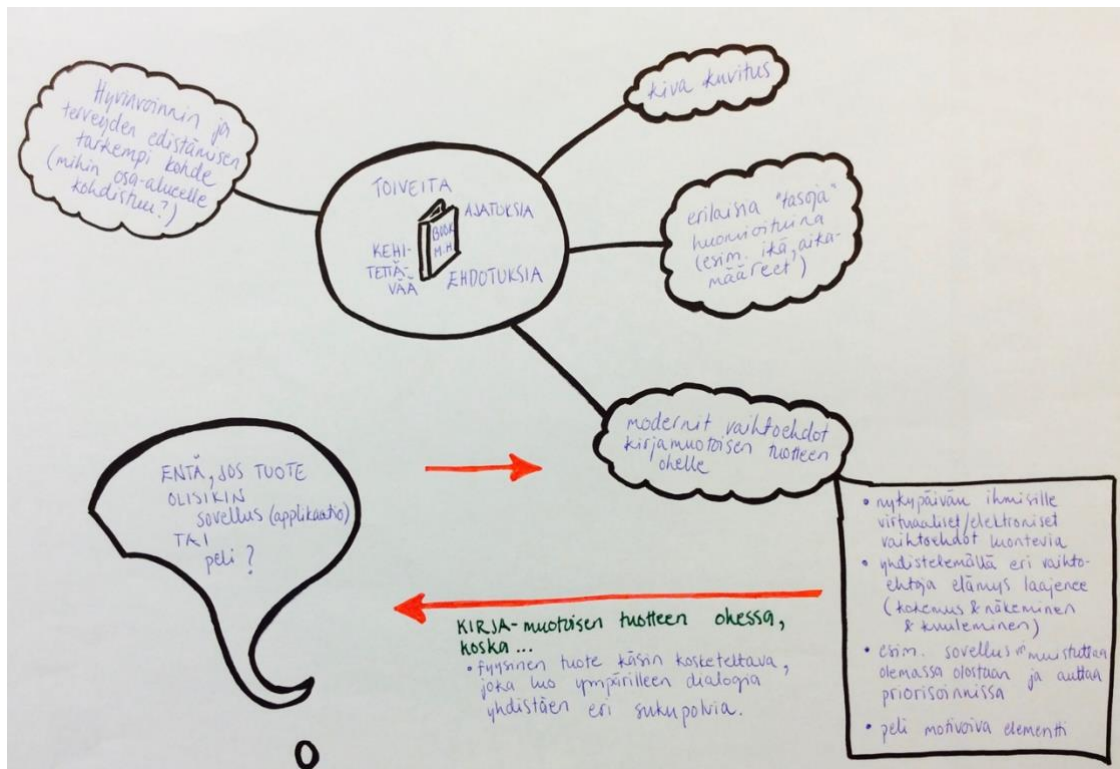 Hyvinvoinnin ja
terveyden edistämisen
tarkempi kohde
(mihin osa-alueelle
kohdistuu?)
TOIVEITA
AJATUKSIA
BOOK
M.H.
KEHI-
TETTÄ-
VÄÄ
EHDOTUKSIA
kiva kuvitus
erilaisia "tasoja"
huomioituina
(esim. ikä, aika-
määreet)
modernit vaihtoehdot
kirjamuotoisen tuotteen
ohelle
ENTÄ, JOS TUOTE
OLISIKIN
sovellus (applikaatio)
TAI
peli?
• nykypäivän ihmisille
virtuaaliset/elektroniset
vaihtoehdot luontevia
• yhdistelemällä eri vaihto-
ehtoja elämys laajenee
(kokemus & näkeminen
& kuuleminen)
• esim. sovellus muistuttaa
olemassa olostaan ja auttaa
priorisoinnissa
• peli motivoiva elementti
KIRJA-muotoisen tuotteen ohessa,
koska...
• fyysinen tuote käsin kosketeltava,
joka luo ympärilleen dialogia
yhdistäen eri sukupolvia.